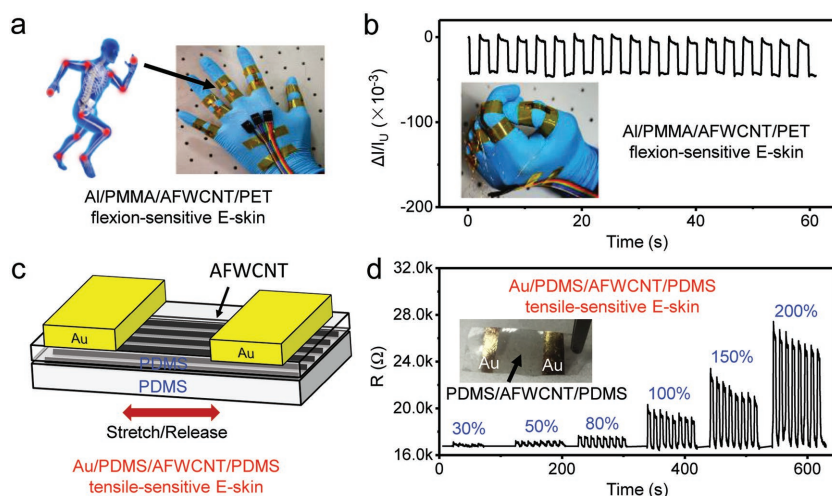 a
Al/PMMA/AFWCNT/PET
flexion-sensitive E-skin
b
ΔI/I_U (×10⁻³)
0
-100
-200
Al/PMMA/AFWCNT/PET
flexion-sensitive E-skin
0 20 40 60
Time (s)
c
AFWCNT
Au
Au
PDMS
PDMS
Stretch/Release
Au/PDMS/AFWCNT/PDMS
tensile-sensitive E-skin
d
R (Ω)
32.0k
28.0k
24.0k
20.0k
16.0k
Au/PDMS/AFWCNT/PDMS
tensile-sensitive E-skin
Au Au
PDMS/AFWCNT/PDMS
30% 50% 80% 100% 150% 200%
0 200 400 600
Time (s)